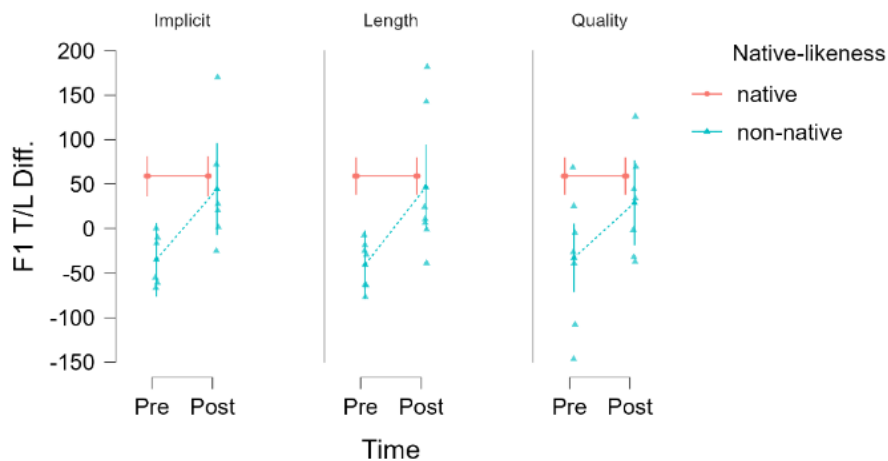 Implicit Length Quality
200
150
100
50
0
-50
-100
-150
F1 T/L Diff.
Pre Post Pre Post Pre Post
Time
Native-likeness
native
non-native